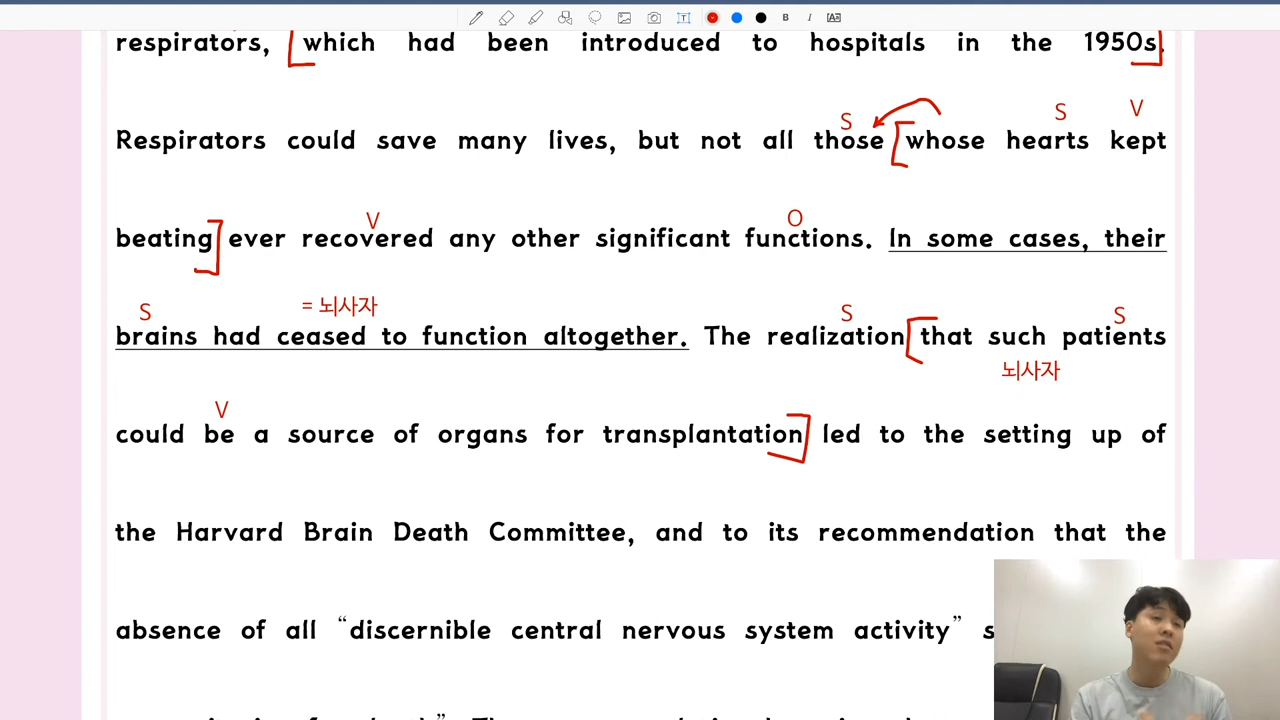 B I A
respirators, which had been introduced to hospitals in the 1950s.
S S V
Respirators could save many lives, but not all those whose hearts kept
V O
beating ever recovered any other significant functions. In some cases, their
S = 뇌사자 S S
brains had ceased to function altogether. The realization that such patients
뇌사자
V
could be a source of organs for transplantation led to the setting up of
the Harvard Brain Death Committee, and to its recommendation that the
absence of all “discernible central nervous system activity” s